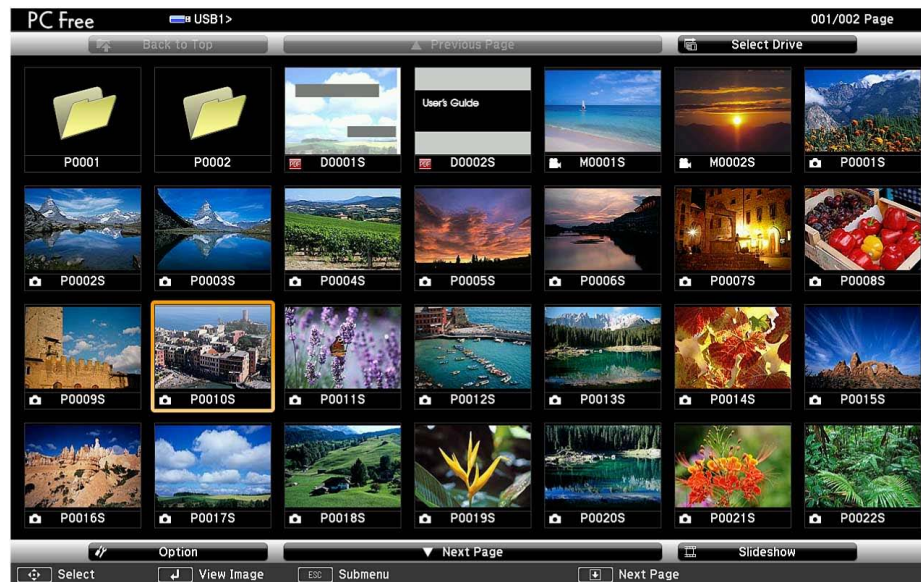 PC Free USB1> 001/002 Page
Back to Top Previous Page Select Drive
User's Guide
P0001 P0002 PDF D0001S PDF D0002S M0001S M0002S P0001S
P0002S P0003S P0004S P0005S P0006S P0007S P0008S
P0009S P0010S P0011S P0012S P0013S P0014S P0015S
P0016S P0017S P0018S P0019S P0020S P0021S P0022S
Option Next Page Slideshow
Select View Image ESC Submenu Next Page